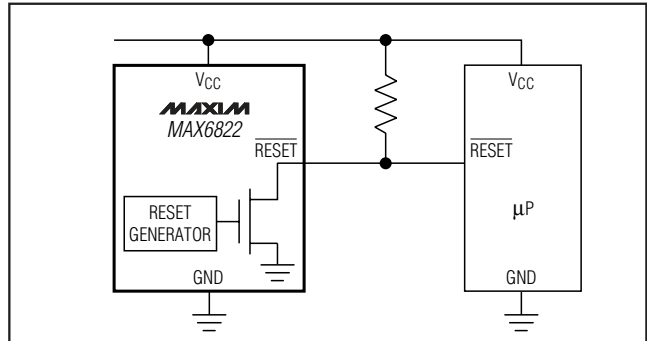 VCC
MAXIM
MAX6822
RESET
RESET
GENERATOR
GND
VCC
RESET
μP
GND